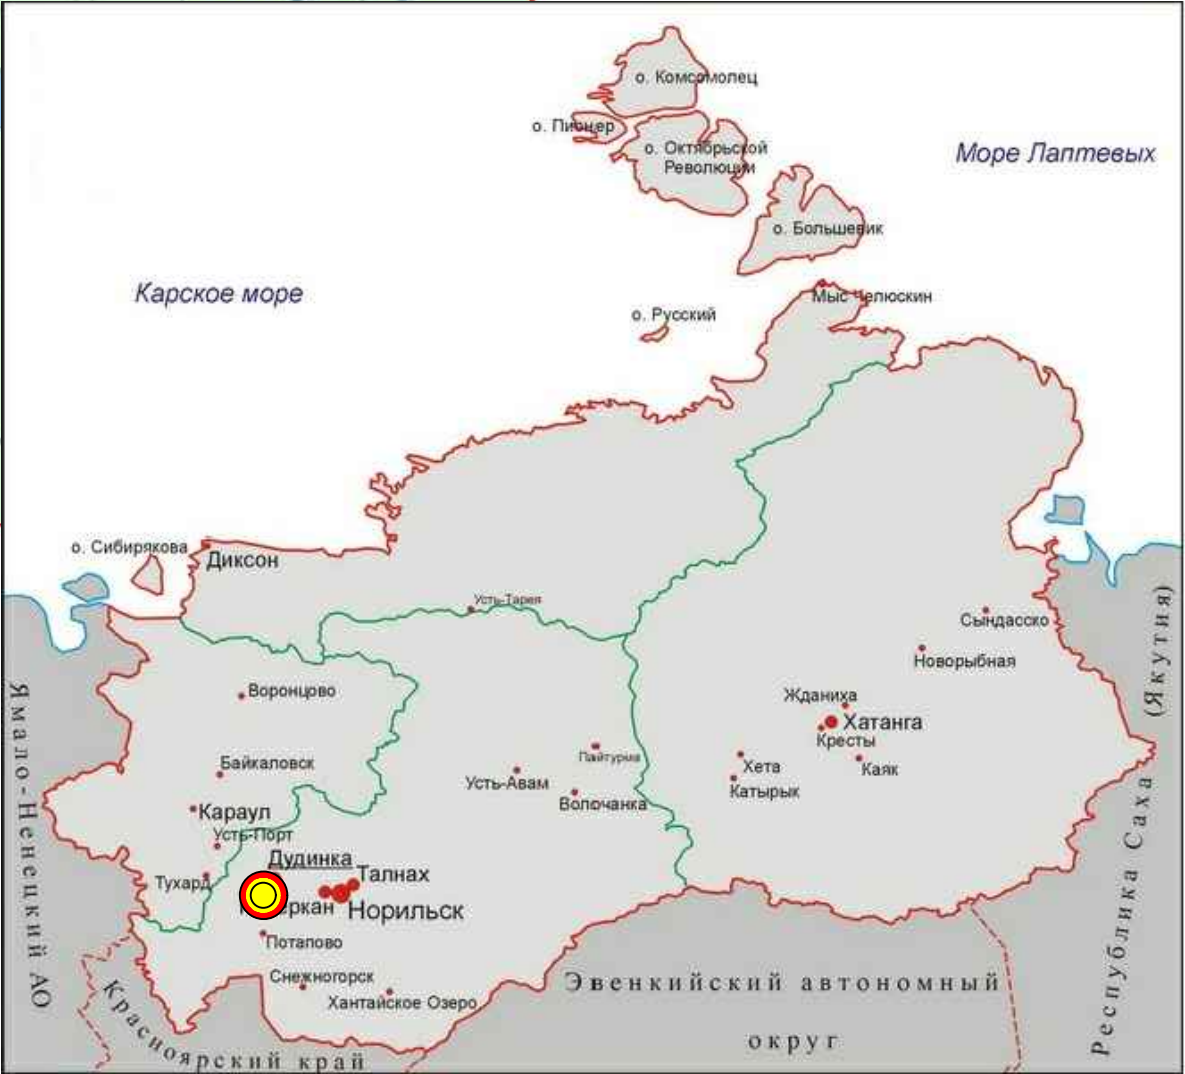 о. Комсомолец
о. Пионер
о. Октябрьской
Революции
Море Лаптевых
о. Большевик
Карское море
Мыс Челюскин
о. Русский
о. Сибирякова
Диксон
Усть-Тарея
Сындасско
Новорыбная
Воронцово
Жданиха
Хатанга
Кресты
Байкаловск
Пайтурма
Хета
Каяк
Усть-Авам
Катырык
Волочанка
Караул
Усть-Порт
Дудинка
Талнах
Тухард
еркан
Норильск
Потапово
Снежногорск
Хантайское Озеро
Ямало-Ненецкий АО
Красноярский край
Эвенкийский автономный
округ
Республика Саха (Якутия)